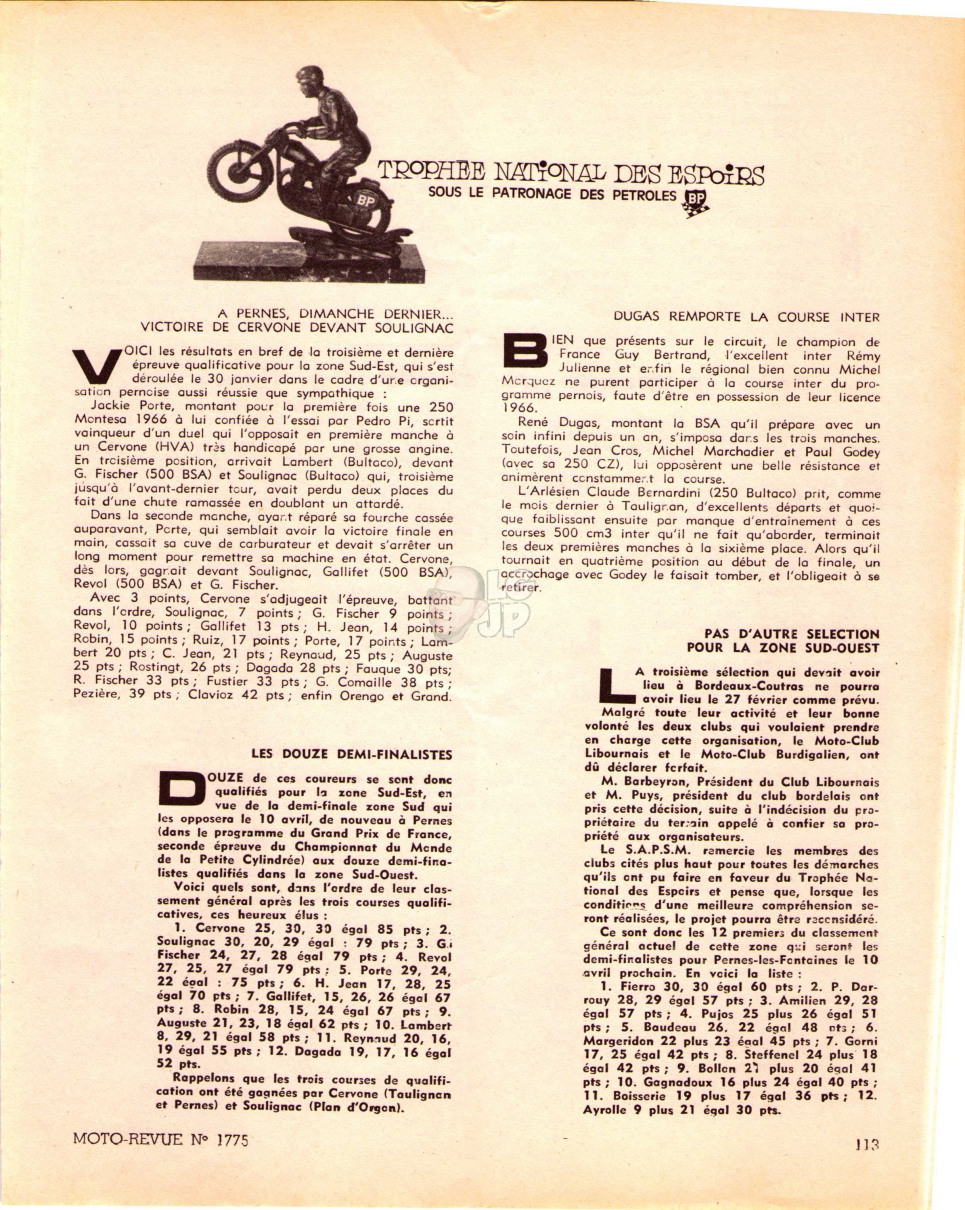 TROPHEE NATIONAL DES ESPOIRS
SOUS LE PATRONAGE DES PETROLES BP
BP
A PERNES, DIMANCHE DERNIER...
VICTOIRE DE CERVONE DEVANT SOULIGNAC
VOICI les résultats en bref de la troisième et dernière
épreuve qualificative pour la zone Sud-Est, qui s'est
déroulée le 30 janvier dans le cadre d'une organi-
sation pernoise aussi réussie que sympathique :
Jackie Porte, montant pour la première fois une 250
Montesa 1966 à lui confiée à l'essai par Pedro Pi, sortit
vainqueur d'un duel qui l'opposait en première manche à
un Cervone (HVA) très handicapé par une grosse angine.
En troisième position, arrivait Lambert (Bultaco), devant
G. Fischer (500 BSA) et Soulignac (Bultaco) qui, troisième
jusqu'à l'avant-dernier tour, avait perdu deux places du
fait d'une chute ramassée en doublant un attardé.
Dans la seconde manche, ayant réparé sa fourche cassée
auparavant, Porte, qui semblait avoir la victoire finale en
main, cassait sa cuve de carburateur et devait s'arrêter un
long moment pour remettre sa machine en état. Cervone,
dès lors, gagnait devant Soulignac, Gallifet (500 BSA),
Revol (500 BSA) et G. Fischer.
Avec 3 points, Cervone s'adjugeait l'épreuve, battant
dans l'ordre, Soulignac, 7 points ; G. Fischer 9 points ;
Revol, 10 points ; Gallifet 13 pts ; H. Jean, 14 points ;
Robin, 15 points ; Ruiz, 17 points ; Porte, 17 points ; Lam-
bert 20 pts ; C. Jean, 21 pts ; Reynaud, 25 pts ; Auguste
25 pts ; Rostingt, 26 pts ; Dagada 28 pts ; Fauque 30 pts;
R. Fischer 33 pts ; Fustier 33 pts ; G. Comaille 38 pts ;
Pezière, 39 pts ; Clavioz 42 pts ; enfin Orengo et Grand.
LES DOUZE DEMI-FINALISTES
DOUZE de ces coureurs se sont donc
qualifiés pour la zone Sud-Est, en
vue de la demi-finale zone Sud qui
les opposera le 10 avril, de nouveau à Pernes
(dans le programme du Grand Prix de France,
seconde épreuve du Championnat du Monde
de la Petite Cylindrée) aux douze demi-fina-
listes qualifiés dans la zone Sud-Ouest.
Voici quels sont, dans l'ordre de leur clas-
sement général après les trois courses qualifi-
catives, ces heureux élus :
1. Cervone 25, 30, 30 égal 85 pts ; 2.
Soulignac 30, 20, 29 égal : 79 pts ; 3. G.
Fischer 24, 27, 28 égal 79 pts ; 4. Revol
27, 25, 27 égal 79 pts ; 5. Porte 29, 24,
22 égal : 75 pts ; 6. H. Jean 17, 28, 25
égal 70 pts ; 7. Gallifet, 15, 26, 26 égal 67
pts ; 8. Robin 28, 15, 24 égal 67 pts ; 9.
Auguste 21, 23, 18 égal 62 pts ; 10. Lambert
8, 29, 21 égal 58 pts ; 11. Reynaud 20, 16,
19 égal 55 pts ; 12. Dagada 19, 17, 16 égal
52 pts.
Rappelons que les trois courses de qualifi-
cation ont été gagnées par Cervone (Taulignan
et Pernes) et Soulignac (Plan d'Orgon).
DUGAS REMPORTE LA COURSE INTER
BIEN que présents sur le circuit, le champion de
France Guy Bertrand, l'excellent inter Rémy
Julienne et enfin le régional bien connu Michel
Marquez ne purent participer à la course inter du pro-
gramme pernois, faute d'être en possession de leur licence
1966.
René Dugas, montant la BSA qu'il prépare avec un
soin infini depuis un an, s'imposa dans les trois manches.
Toutefois, Jean Cros, Michel Marchadier et Paul Godey
(avec sa 250 CZ), lui opposèrent une belle résistance et
animèrent constamment la course.
L'Arlésien Claude Bernardini (250 Bultaco) prit, comme
le mois dernier à Taulignan, d'excellents départs et quoi-
que faiblissant ensuite par manque d'entraînement à ces
courses 500 cm3 inter qu'il ne fait qu'aborder, terminait
les deux premières manches à la sixième place. Alors qu'il
tournait en quatrième position au début de la finale, un
accrochage avec Godey le faisait tomber, et l'obligeait à se
retirer.
PAS D'AUTRE SELECTION
POUR LA ZONE SUD-OUEST
LA troisième sélection qui devait avoir
lieu à Bordeaux-Coutras ne pourra
avoir lieu le 27 février comme prévu.
Malgré toute leur activité et leur bonne
volonté les deux clubs qui voulaient prendre
en charge cette organisation, le Moto-Club
Libournais et le Moto-Club Burdigalien, ont
dû déclarer forfait.
M. Barbeyron, Président du Club Libournais
et M. Puys, président du club bordelais ont
pris cette décision, suite à l'indécision du pro-
priétaire du terrain appelé à confier sa pro-
priété aux organisateurs.
Le S.A.P.S.M. remercie les membres des
clubs cités plus haut pour toutes les démarches
qu'ils ont pu faire en faveur du Trophée Na-
tional des Espoirs et pense que, lorsque les
conditions d'une meilleure compréhension se-
ront réalisées, le projet pourra être reconsidéré.
Ce sont donc les 12 premiers du classement
général actuel de cette zone qui seront les
demi-finalistes pour Pernes-les-Fontaines le 10
avril prochain. En voici la liste :
1. Fierro 30, 30 égal 60 pts ; 2. P. Dar-
rouy 28, 29 égal 57 pts ; 3. Amilien 29, 28
égal 57 pts ; 4. Pujos 25 plus 26 égal 51
pts ; 5. Baudeau 26, 22 égal 48 pts ; 6.
Margeridon 22 plus 23 égal 45 pts ; 7. Gorni
17, 25 égal 42 pts ; 8. Steffenel 24 plus 18
égal 42 pts ; 9. Bollon 21 plus 20 égal 41
pts ; 10. Gagnadoux 16 plus 24 égal 40 pts ;
11. Boisserie 19 plus 17 égal 36 pts ; 12.
Ayrolle 9 plus 21 égal 30 pts.
MOTO-REVUE N° 1775
113
JP